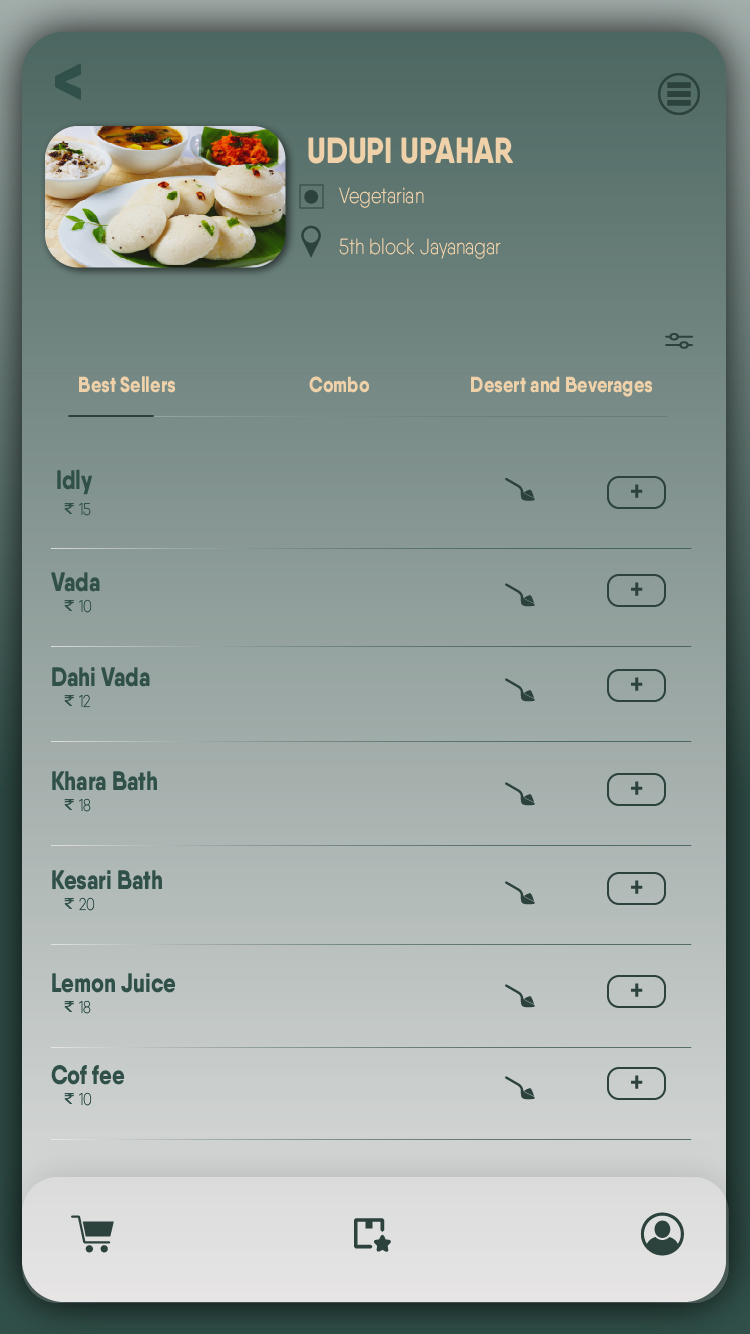 UDUPI UPAHAR
Vegetarian
5th block Jayanagar
Best Sellers Combo Desert and Beverages
Idly
₹ 15
+
Vada
₹ 10
+
Dahi Vada
₹ 12
+
Khara Bath
₹ 18
+
Kesari Bath
₹ 20
+
Lemon Juice
₹ 18
+
Cof fee
₹ 10
+